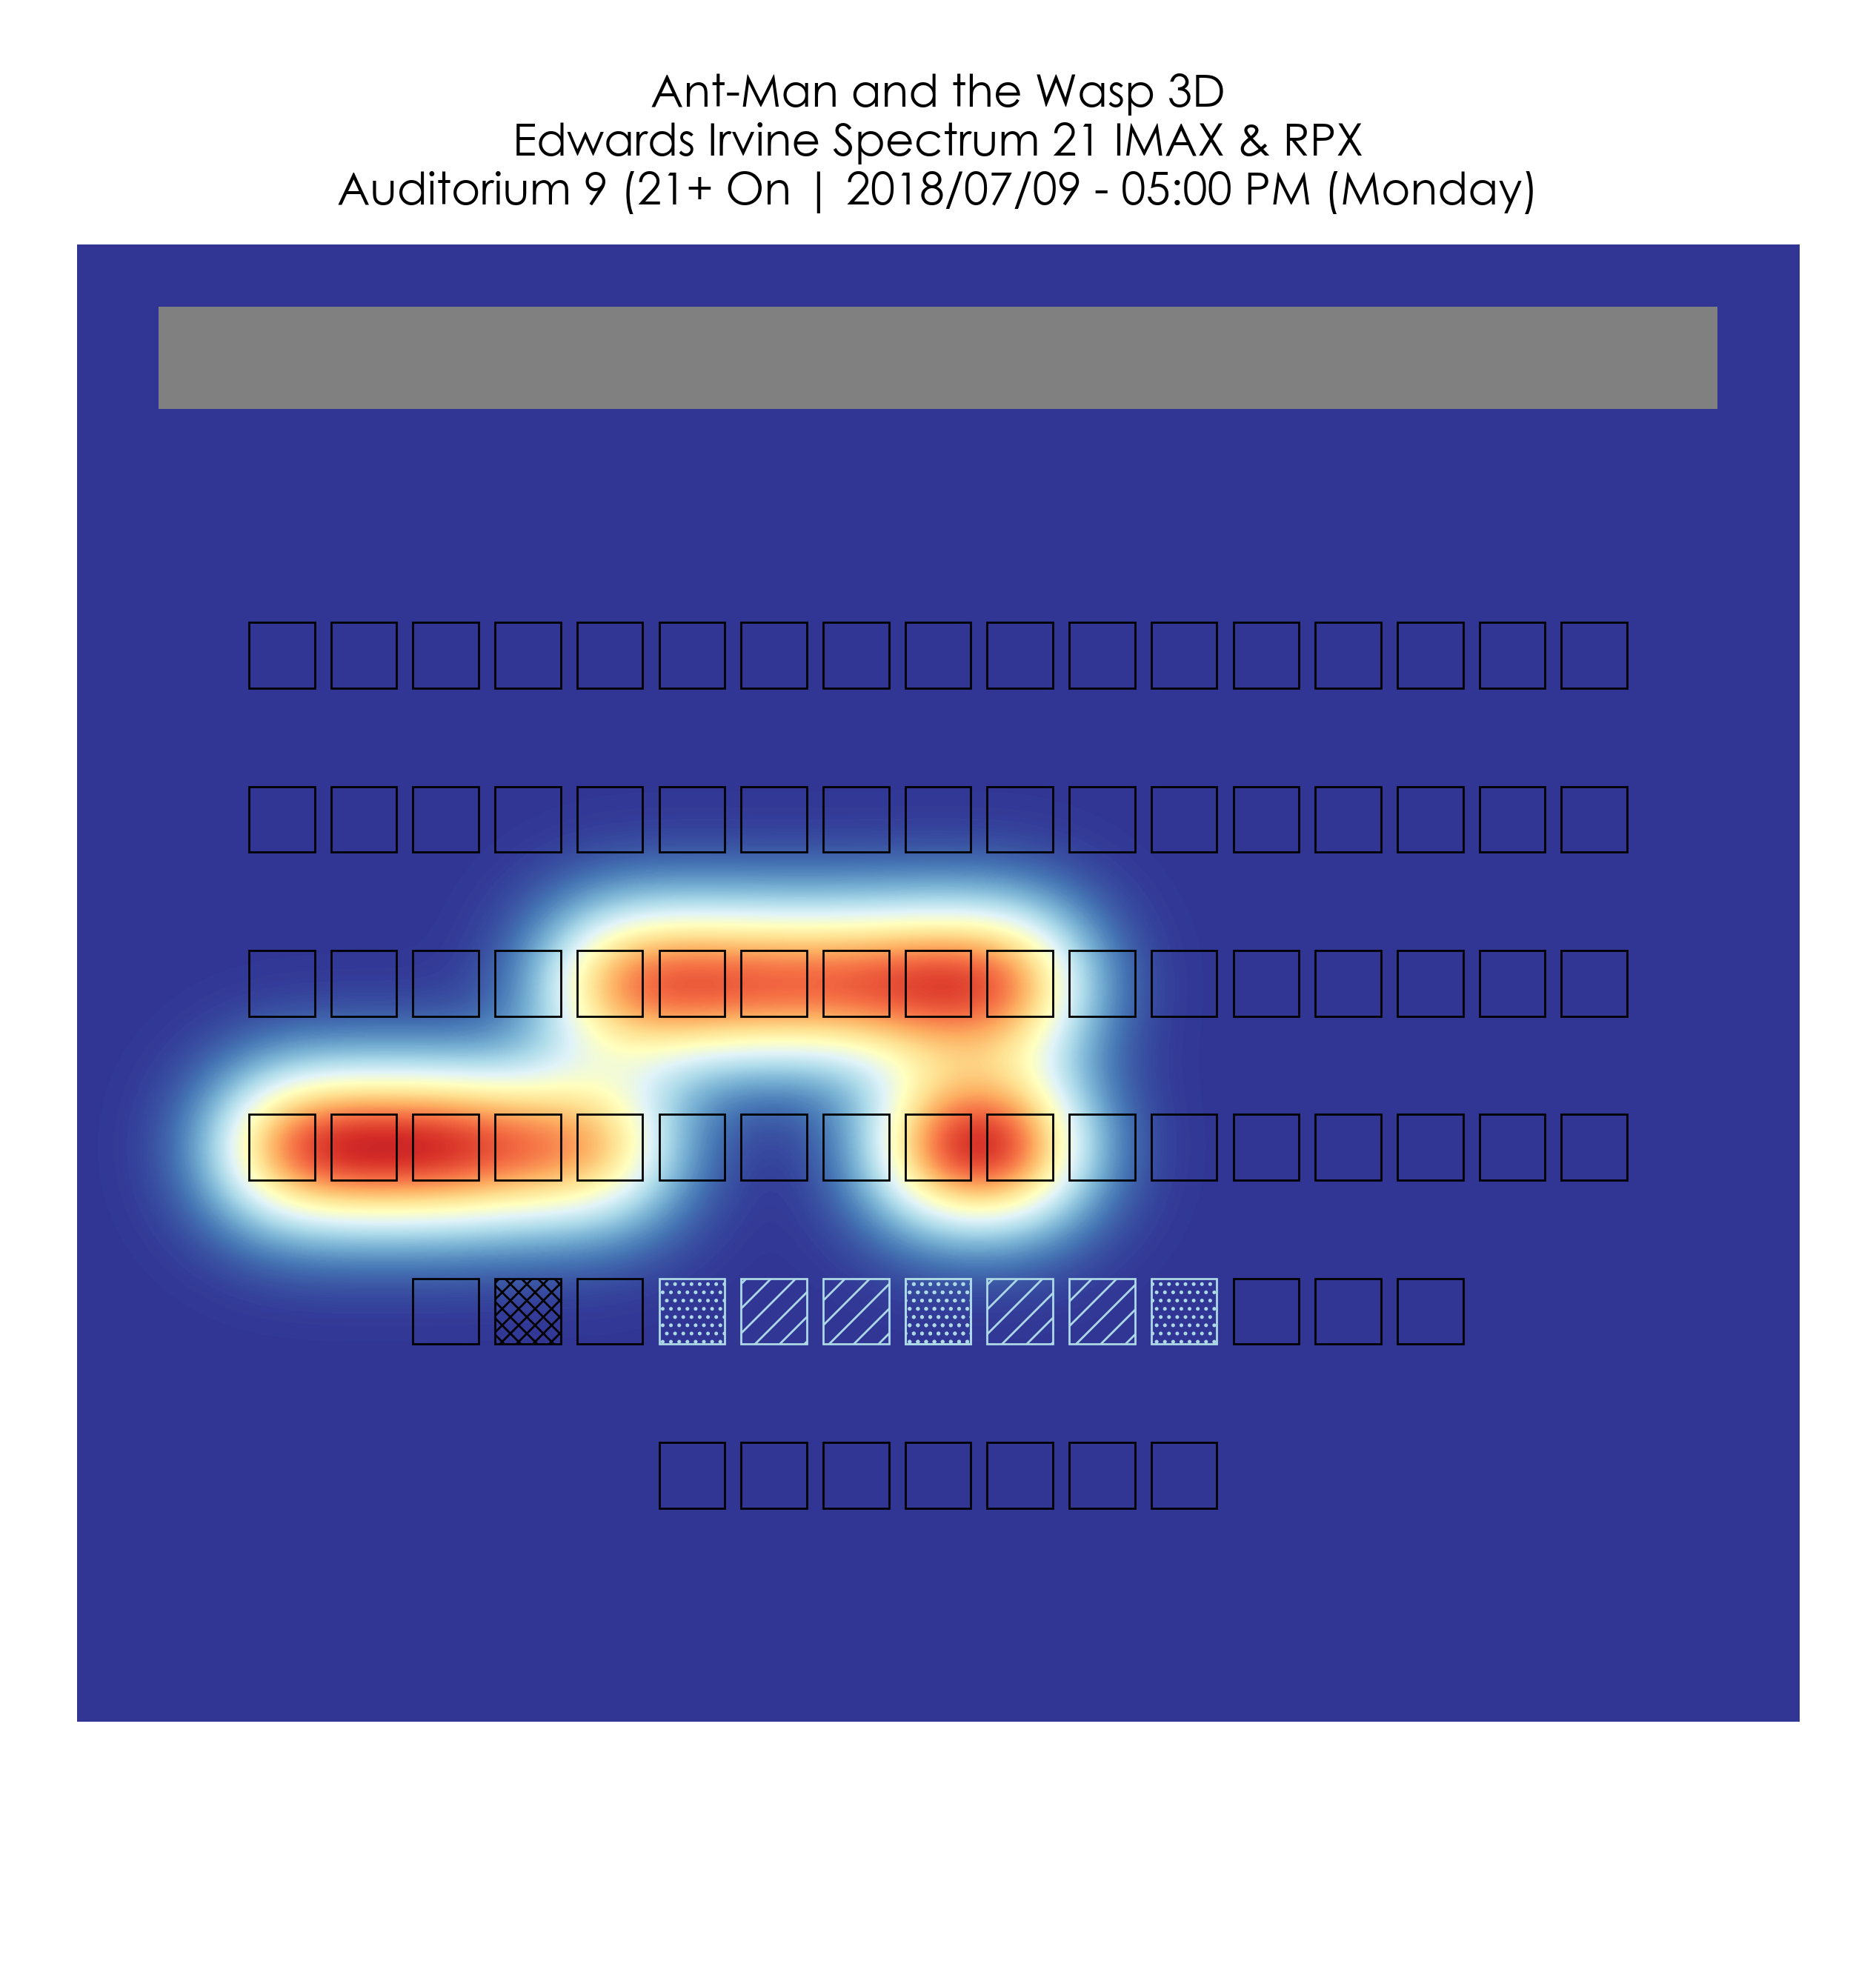 Ant-Man and the Wasp 3D
Edwards Irvine Spectrum 21 IMAX & RPX
Auditorium 9 (21+ On | 2018/07/09 - 05:00 PM (Monday)